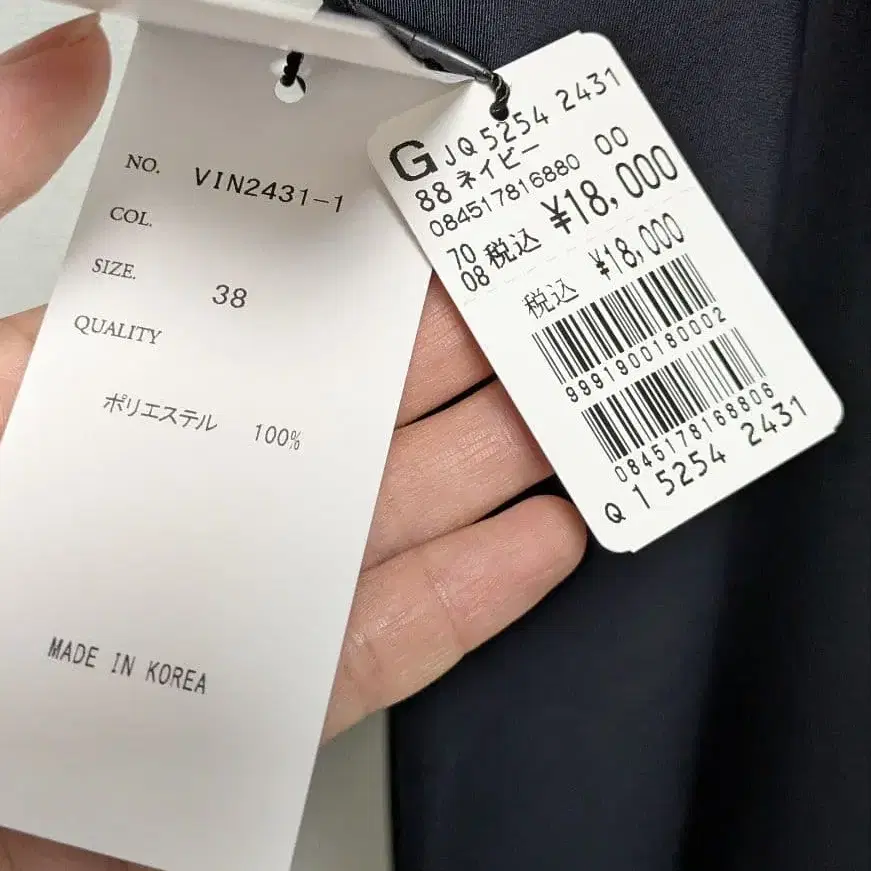 NO. VIN2431-1
COL.
SIZE. 38
QUALITY
ポリエステル 100%
MADE IN KOREA
G JQ 5254 2431
88 ネイビー
084517816880 00
70
08 税込 ¥18,000
税込 ¥18,000
9991900180002
0845178168806
Q 1 5254 2431